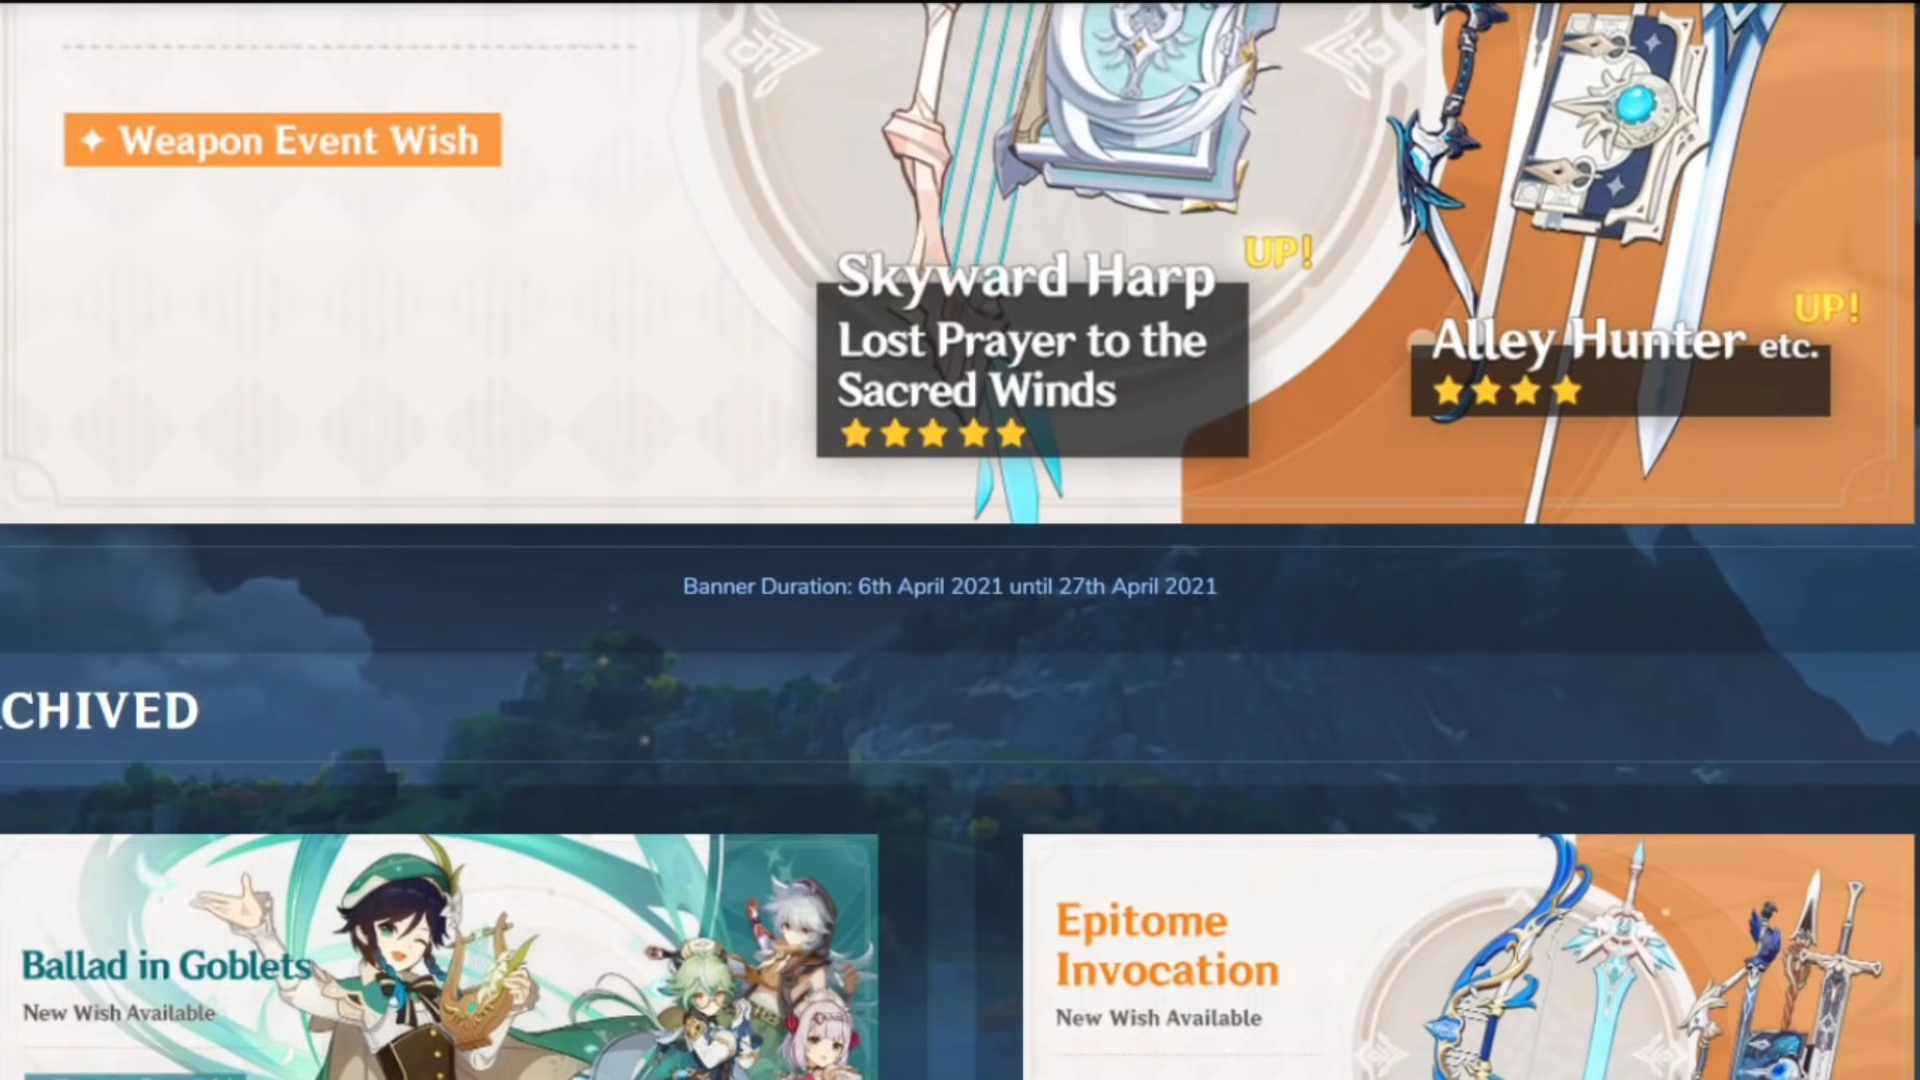 Weapon Event Wish
UP!
Skyward Harp
Lost Prayer to the
Sacred Winds
UP!
Alley Hunter etc.
Banner Duration: 6th April 2021 until 27th April 2021
CHIVED
Ballad in Goblets
New Wish Available
Epitome
Invocation
New Wish Available